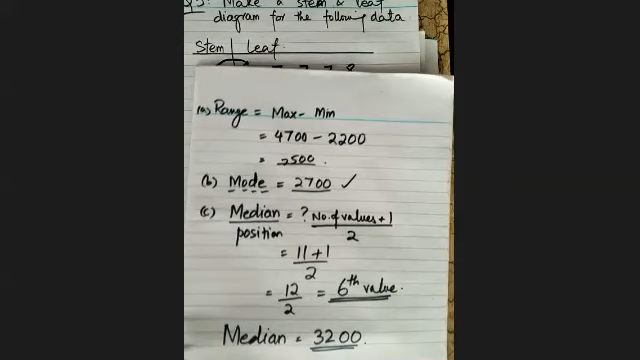 Q3: Make a stem & leaf
diagram for the following data
Stem | Leaf
(a) Range = Max - Min
= 4700 - 2200
= 2500.
(b) Mode = 2700 ✓
(c) Median position = ? No. of values + 1 / 2
= 11 + 1 / 2
= 12 / 2 = 6th value.
Median = 3200.